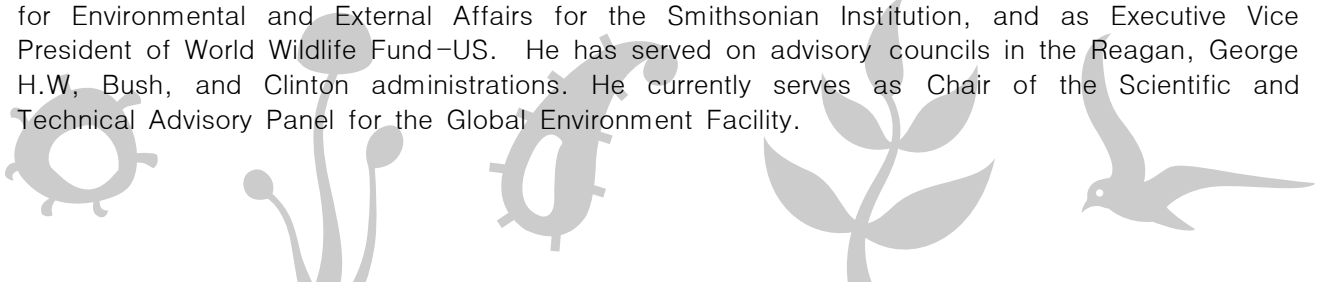 for Environmental and External Affairs for the Smithsonian Institution, and as Executive Vice
President of World Wildlife Fund-US. He has served on advisory councils in the Reagan, George
H.W, Bush, and Clinton administrations. He currently serves as Chair of the Scientific and
Technical Advisory Panel for the Global Environment Facility.